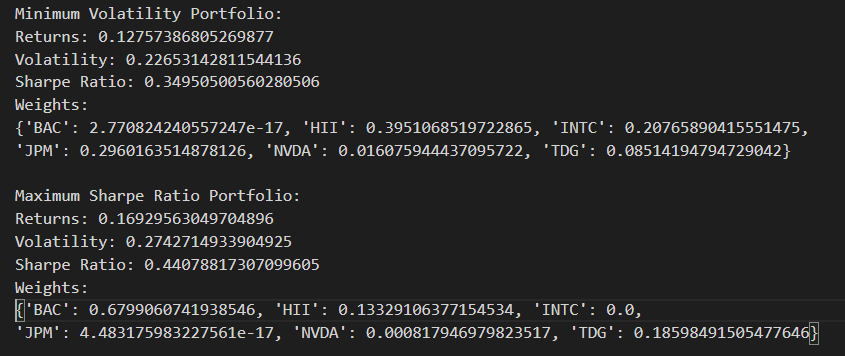 Minimum Volatility Portfolio:
Returns: 0.12757386805269877
Volatility: 0.22653142811544136
Sharpe Ratio: 0.34950500560280506
Weights:
{'BAC': 2.770824240557247e-17, 'HII': 0.3951068519722865, 'INTC': 0.20765890415551475,
'JPM': 0.2960163514878126, 'NVDA': 0.016075944437095722, 'TDG': 0.08514194794729042}
Maximum Sharpe Ratio Portfolio:
Returns: 0.16929563049704896
Volatility: 0.2742714933904925
Sharpe Ratio: 0.44078817307099605
Weights:
{'BAC': 0.6799060741938546, 'HII': 0.13329106377154534, 'INTC': 0.0,
'JPM': 4.483175983227561e-17, 'NVDA': 0.000817946979823517, 'TDG': 0.18598491505477646}